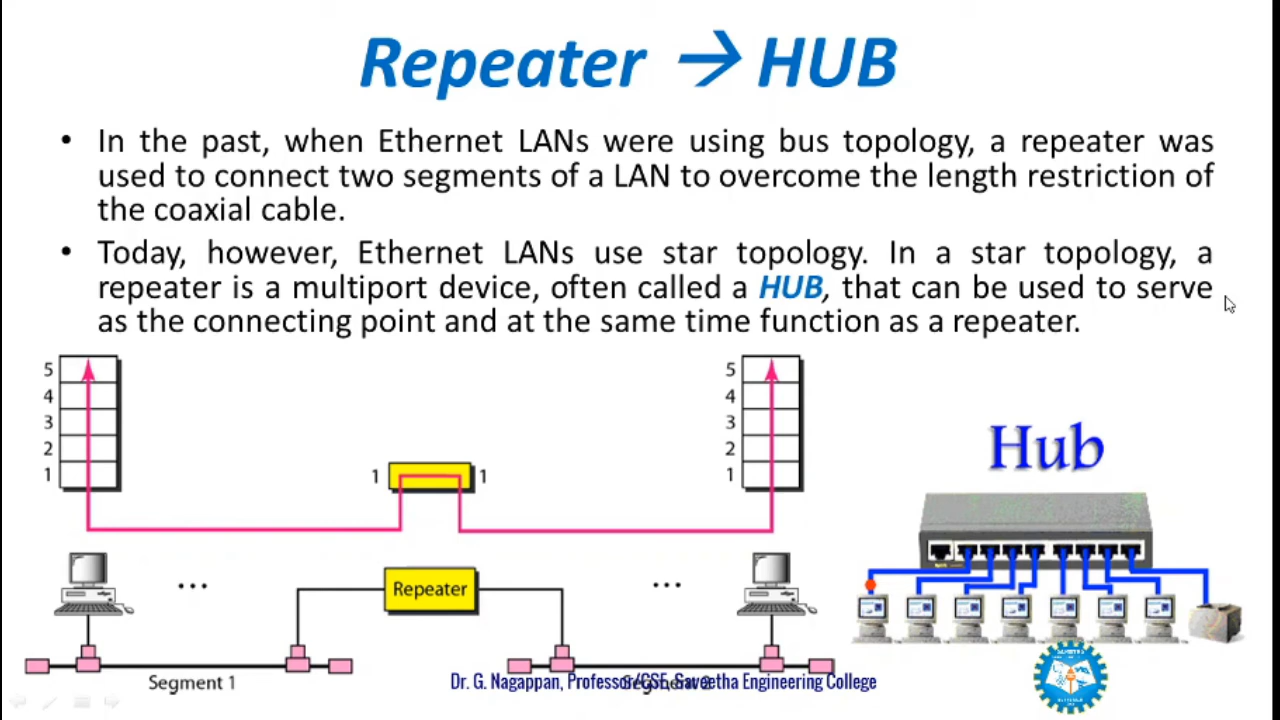 Repeater → HUB
• In the past, when Ethernet LANs were using bus topology, a repeater was
used to connect two segments of a LAN to overcome the length restriction of
the coaxial cable.
• Today, however, Ethernet LANs use star topology. In a star topology, a
repeater is a multiport device, often called a HUB, that can be used to serve
as the connecting point and at the same time function as a repeater.
5
4
3
2
1
1 1
5
4
3
2
1
Hub
...
Repeater
...
Segment 1
Dr. G. Nagappan, Professor/CSE, Saveetha Engineering College